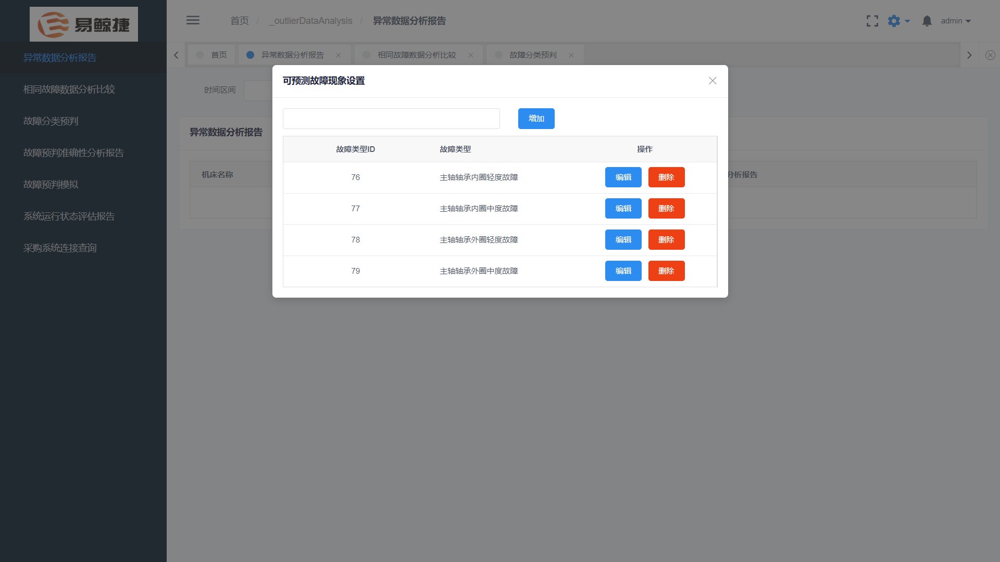 易鲸捷
首页 / _outlierDataAnalysis / 异常数据分析报告
admin
首页
异常数据分析报告
相同故障数据分析比较
故障分类预判
异常数据分析报告
相同故障数据分析比较
故障分类预判
故障预判准确性分析报告
故障预判模拟
系统运行状态评估报告
采购系统连接查询
时间区间
异常数据分析报告
机床名称
分析报告
可预测故障现象设置
增加
故障类型ID 故障类型 操作
76 主轴轴承内圈轻度故障 编辑 删除
77 主轴轴承内圈中度故障 编辑 删除
78 主轴轴承外圈轻度故障 编辑 删除
79 主轴轴承外圈中度故障 编辑 删除